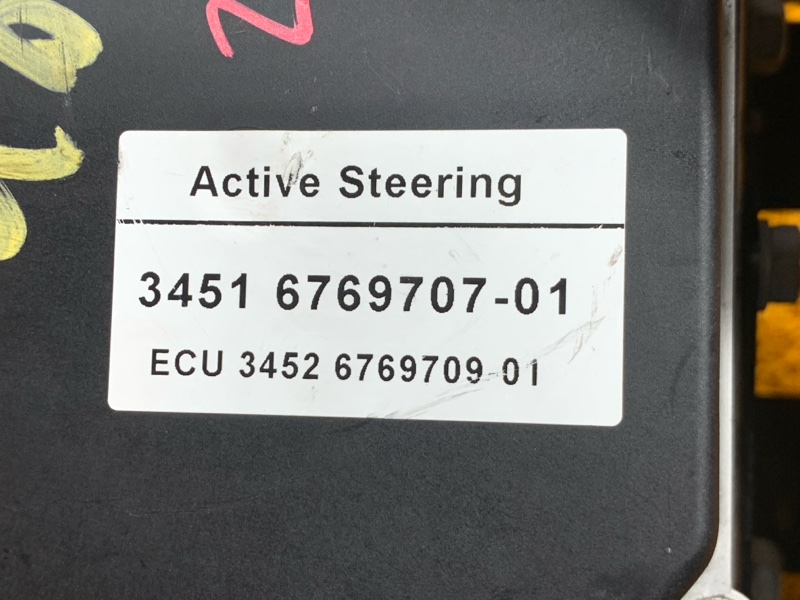 Active Steering
3451 6769707-01
ECU 3452 6769709-01